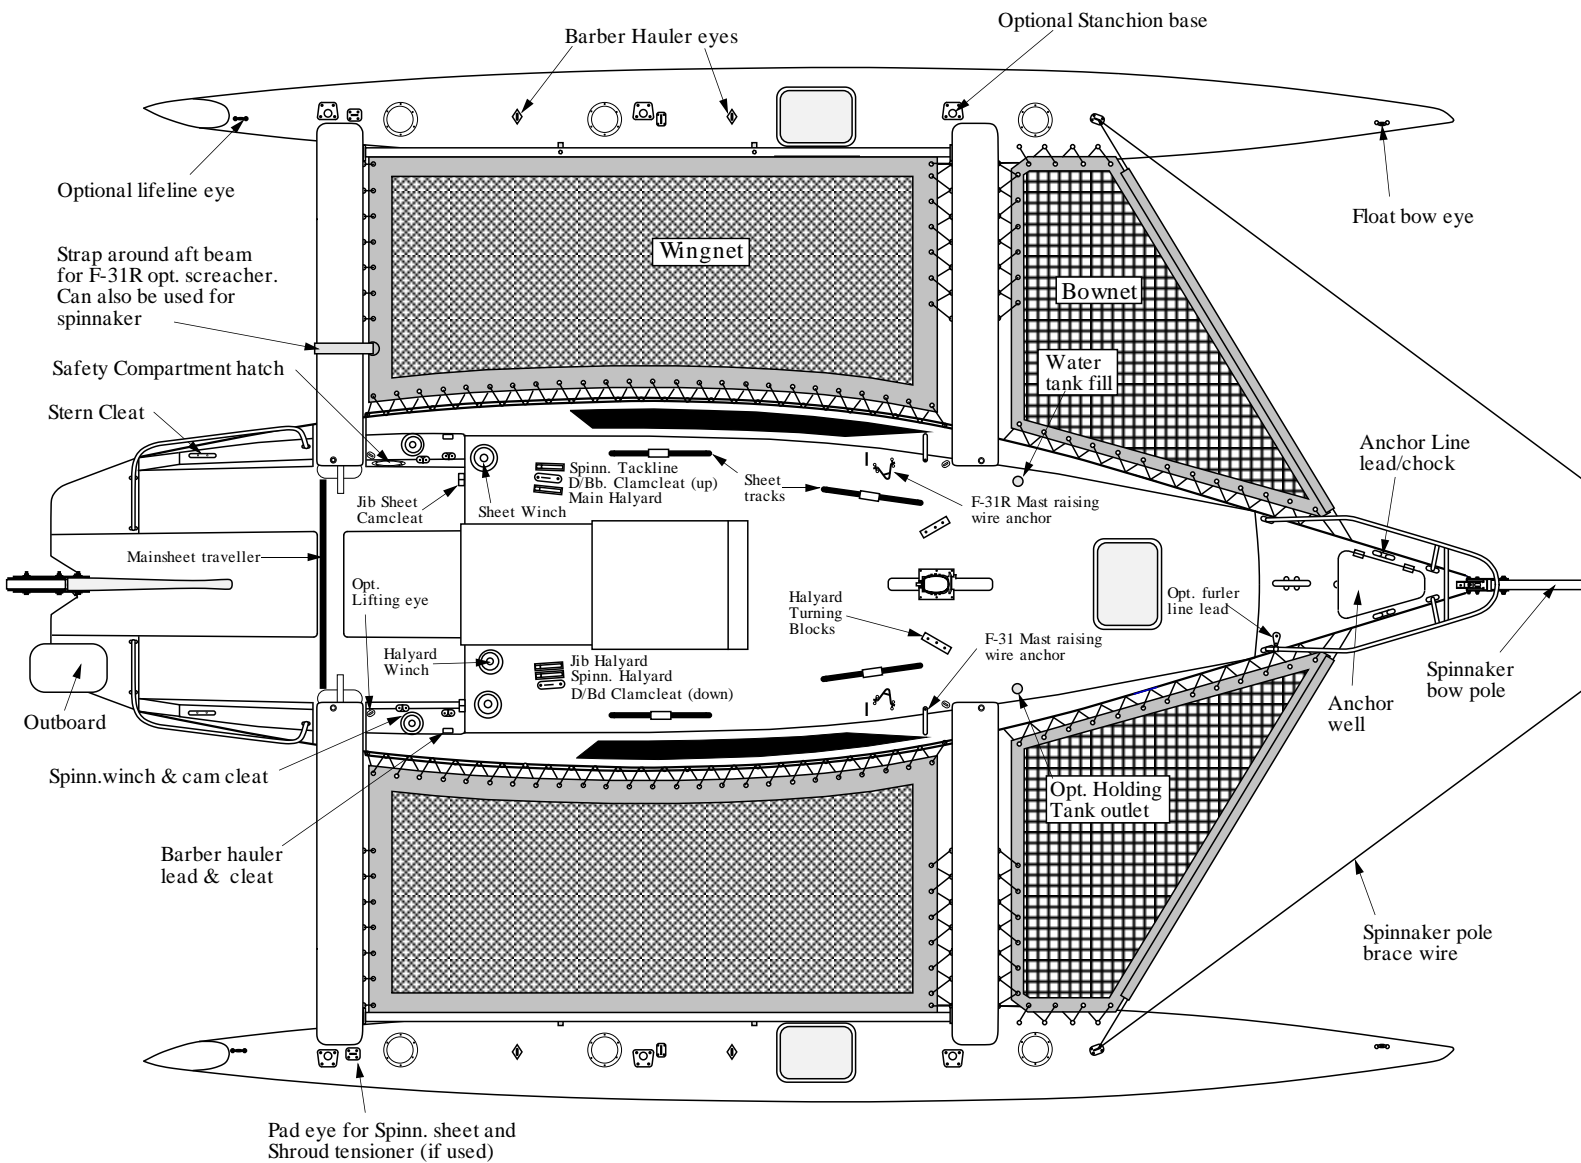 Optional Stanchion base
Barber Hauler eyes
Optional lifeline eye
Float bow eye
Strap around aft beam
for F-31R opt. screacher.
Can also be used for
spinnaker
Wingnet
Bownet
Safety Compartment hatch
Water
tank fill
Stern Cleat
Anchor Line
lead/chock
Spinn. Tackline
D/Bb. Clamcleat (up)
Main Halyard
Sheet
tracks
Jib Sheet
Camcleat
Sheet Winch
F-31R Mast raising
wire anchor
Mainsheet traveller
Opt.
Lifting eye
Halyard
Turning
Blocks
Opt. furler
line lead
Halyard
Winch
Jib Halyard
Spinn. Halyard
D/Bd Clamcleat (down)
F-31 Mast raising
wire anchor
Spinnaker
bow pole
Outboard
Anchor
well
Spinn.winch & cam cleat
Opt. Holding
Tank outlet
Barber hauler
lead & cleat
Spinnaker pole
brace wire
Pad eye for Spinn. sheet and
Shroud tensioner (if used)